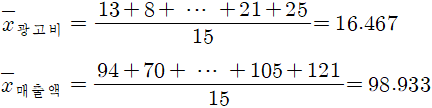 x̄광고비 = (13 + 8 + ⋯ + 21 + 25) / 15 = 16.467
x̄매출액 = (94 + 70 + ⋯ + 105 + 121) / 15 = 98.933